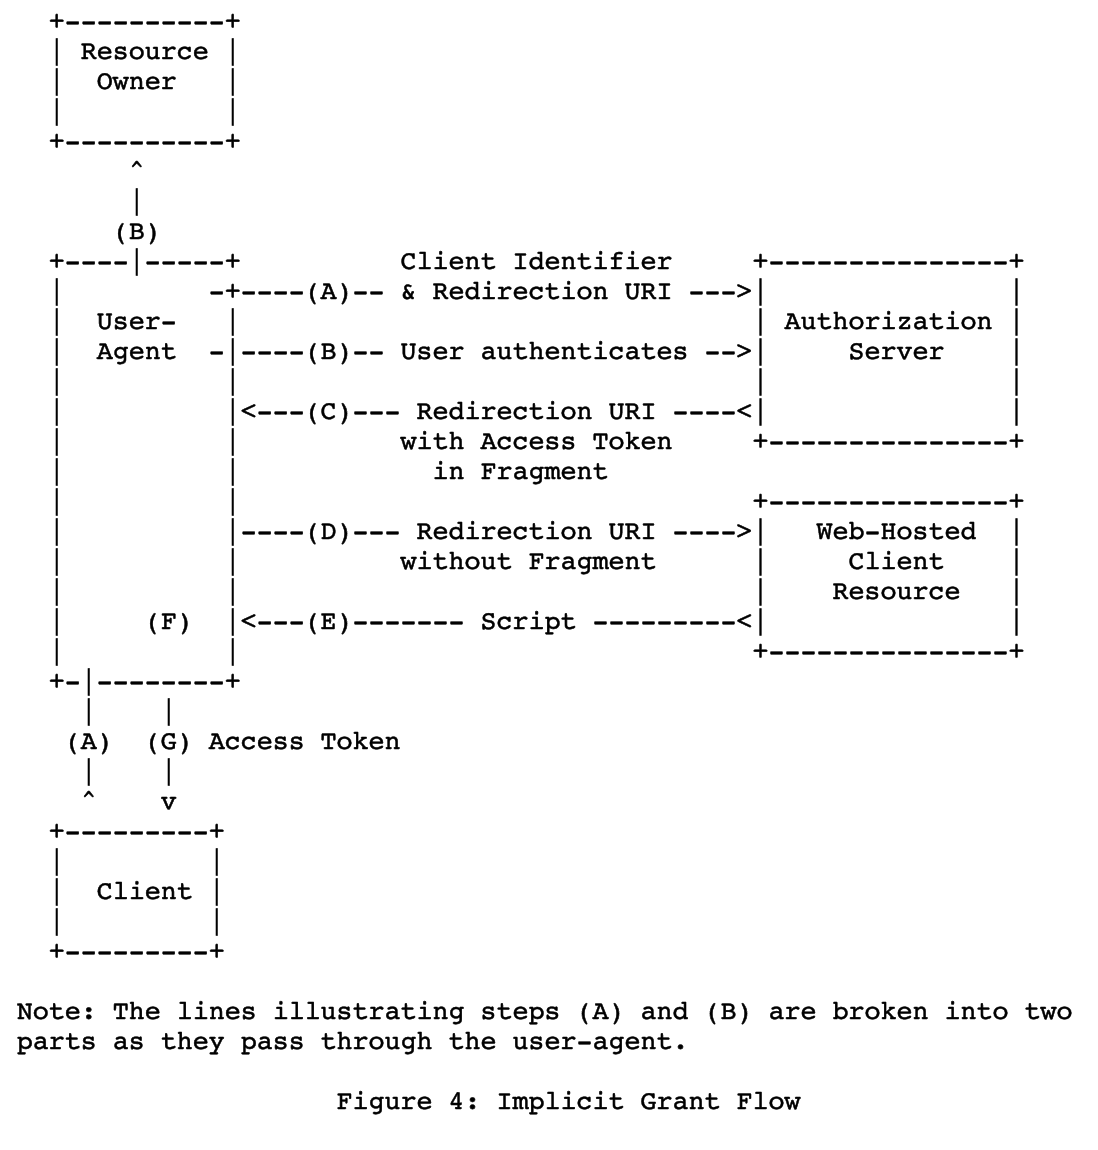 +----------+
| Resource |
|  Owner   |
|          |
+----------+
     ^
     |
    (B)
+----|-----+          Client Identifier     +---------------+
|         -+----(A)-- & Redirection URI --->|               |
|  User-   |                                | Authorization |
|  Agent  -|----(B)-- User authenticates -->|     Server    |
|          |                                |               |
|          |<---(C)--- Redirection URI ----<|               |
|          |          with Access Token     +---------------+
|          |            in Fragment
|          |                                +---------------+
|          |----(D)--- Redirection URI ---->|   Web-Hosted  |
|          |          without Fragment      |     Client    |
|          |                                |    Resource   |
|     (F)  |<---(E)------- Script ---------<|               |
|          |                                +---------------+
+-|--------+
  |    |
 (A)  (G) Access Token
  |    |
  ^    v
+---------+
|         |
|  Client |
|         |
+---------+
Note: The lines illustrating steps (A) and (B) are broken into two
parts as they pass through the user-agent.
Figure 4: Implicit Grant Flow